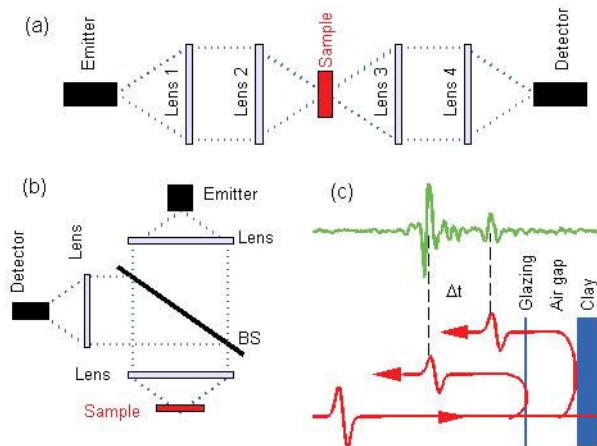 (a)
Emitter
Lens 1
Lens 2
Sample
Lens 3
Lens 4
Detector
(b)
Emitter
Lens
Detector
Lens
BS
Lens
Sample
(c)
Δt
Glazing
Air gap
Clay